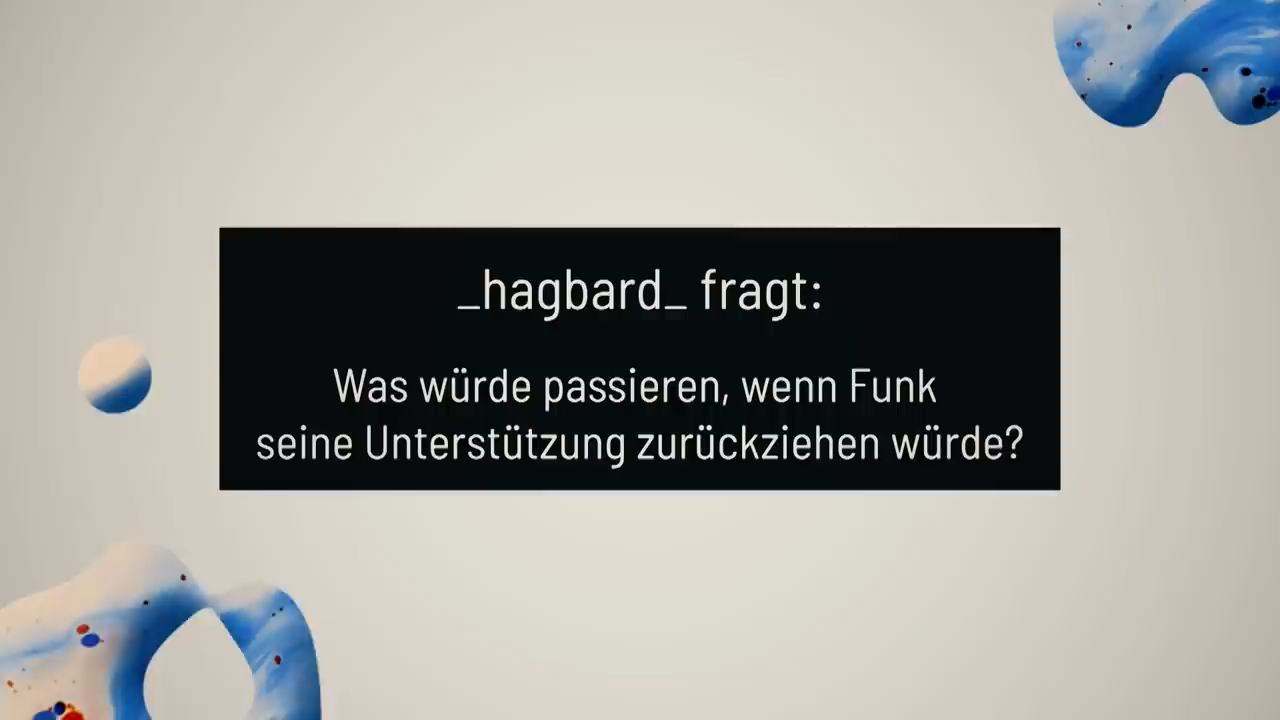 _hagbard_ fragt:
Was würde passieren, wenn Funk
seine Unterstützung zurückziehen würde?